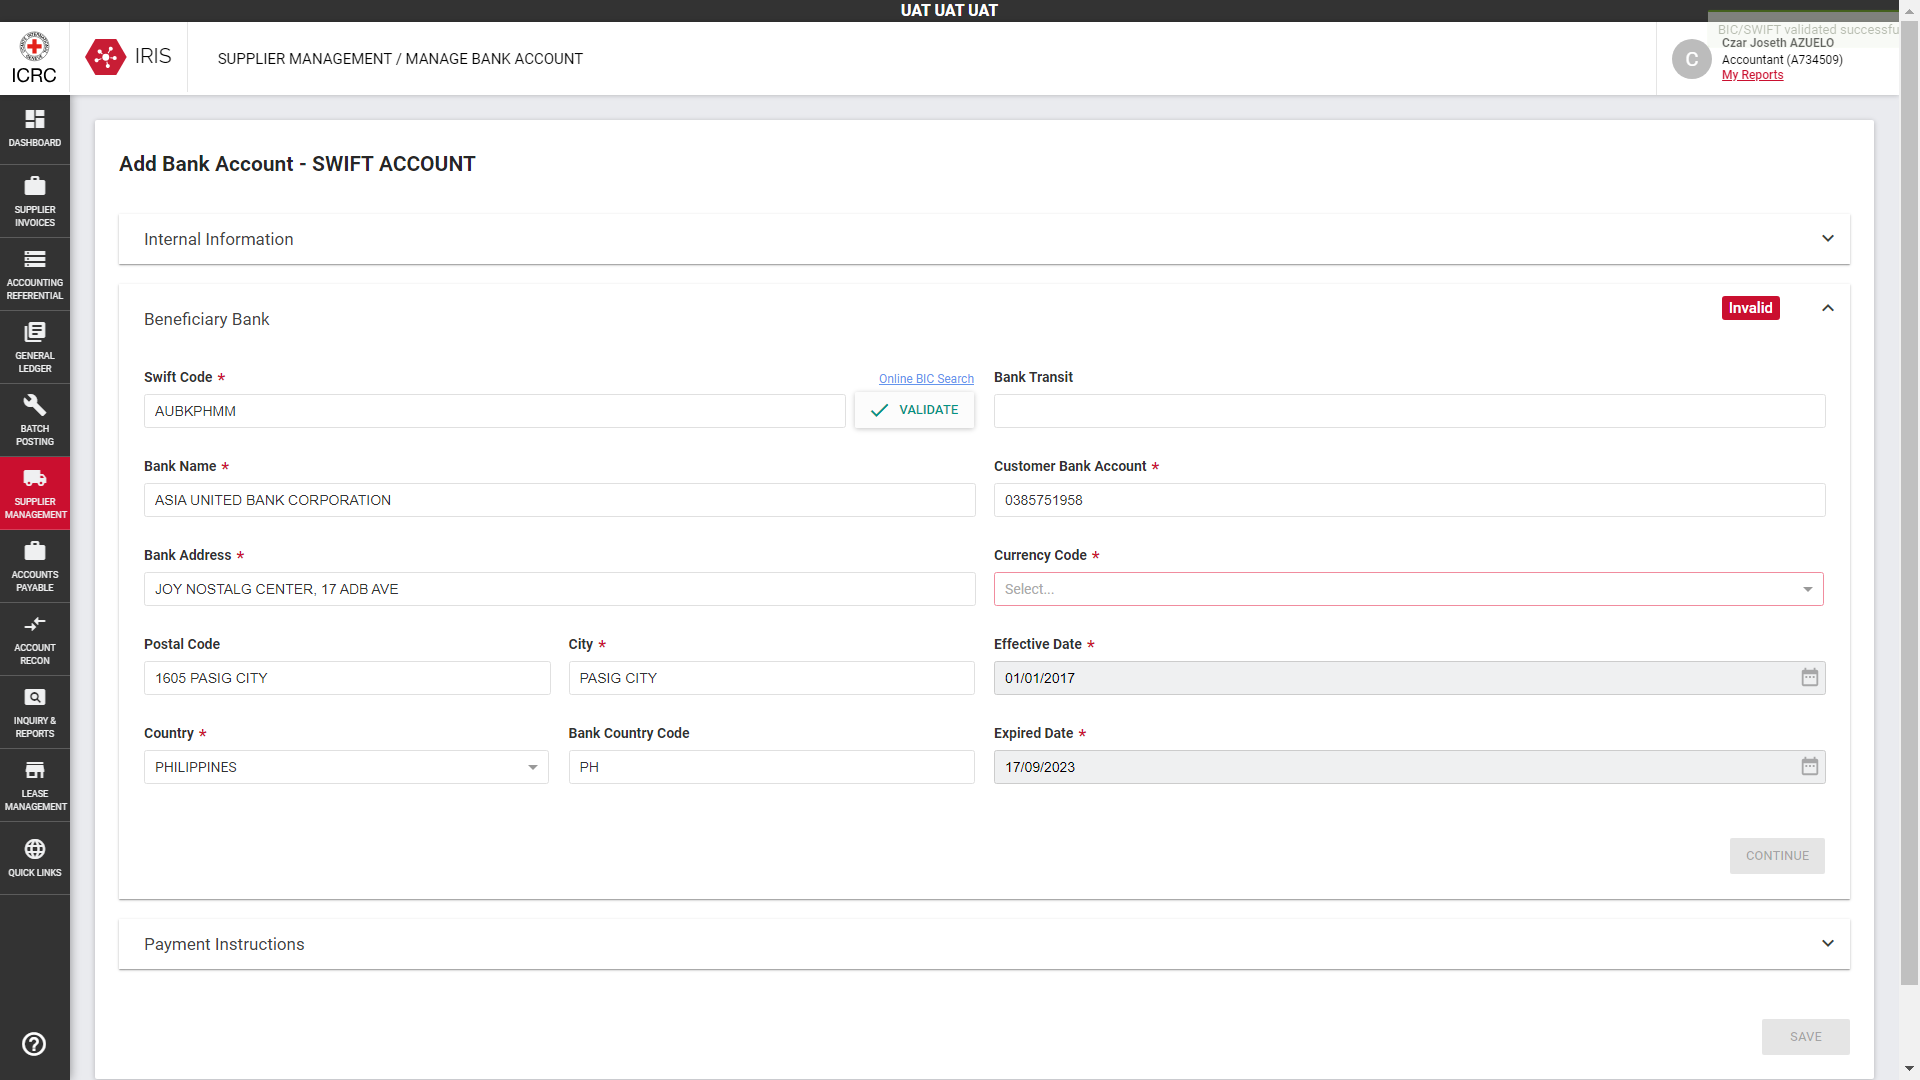 UAT UAT UAT
ICRC
IRIS
SUPPLIER MANAGEMENT / MANAGE BANK ACCOUNT
BIC/SWIFT validated successfu
C
Czar Joseth AZUELO
Accountant (A734509)
My Reports
DASHBOARD
SUPPLIER
INVOICES
ACCOUNTING
REFERENTIAL
GENERAL
LEDGER
BATCH
POSTING
SUPPLIER
MANAGEMENT
ACCOUNTS
PAYABLE
ACCOUNT
RECON
INQUIRY &
REPORTS
LEASE
MANAGEMENT
QUICK LINKS
Add Bank Account - SWIFT ACCOUNT
Internal Information
Beneficiary Bank
Invalid
Swift Code *
Online BIC Search
AUBKPHMM
VALIDATE
Bank Transit
Bank Name *
ASIA UNITED BANK CORPORATION
Customer Bank Account *
0385751958
Bank Address *
JOY NOSTALG CENTER, 17 ADB AVE
Currency Code *
Select...
Postal Code
1605 PASIG CITY
City *
PASIG CITY
Effective Date *
01/01/2017
Country *
PHILIPPINES
Bank Country Code
PH
Expired Date *
17/09/2023
CONTINUE
Payment Instructions
SAVE